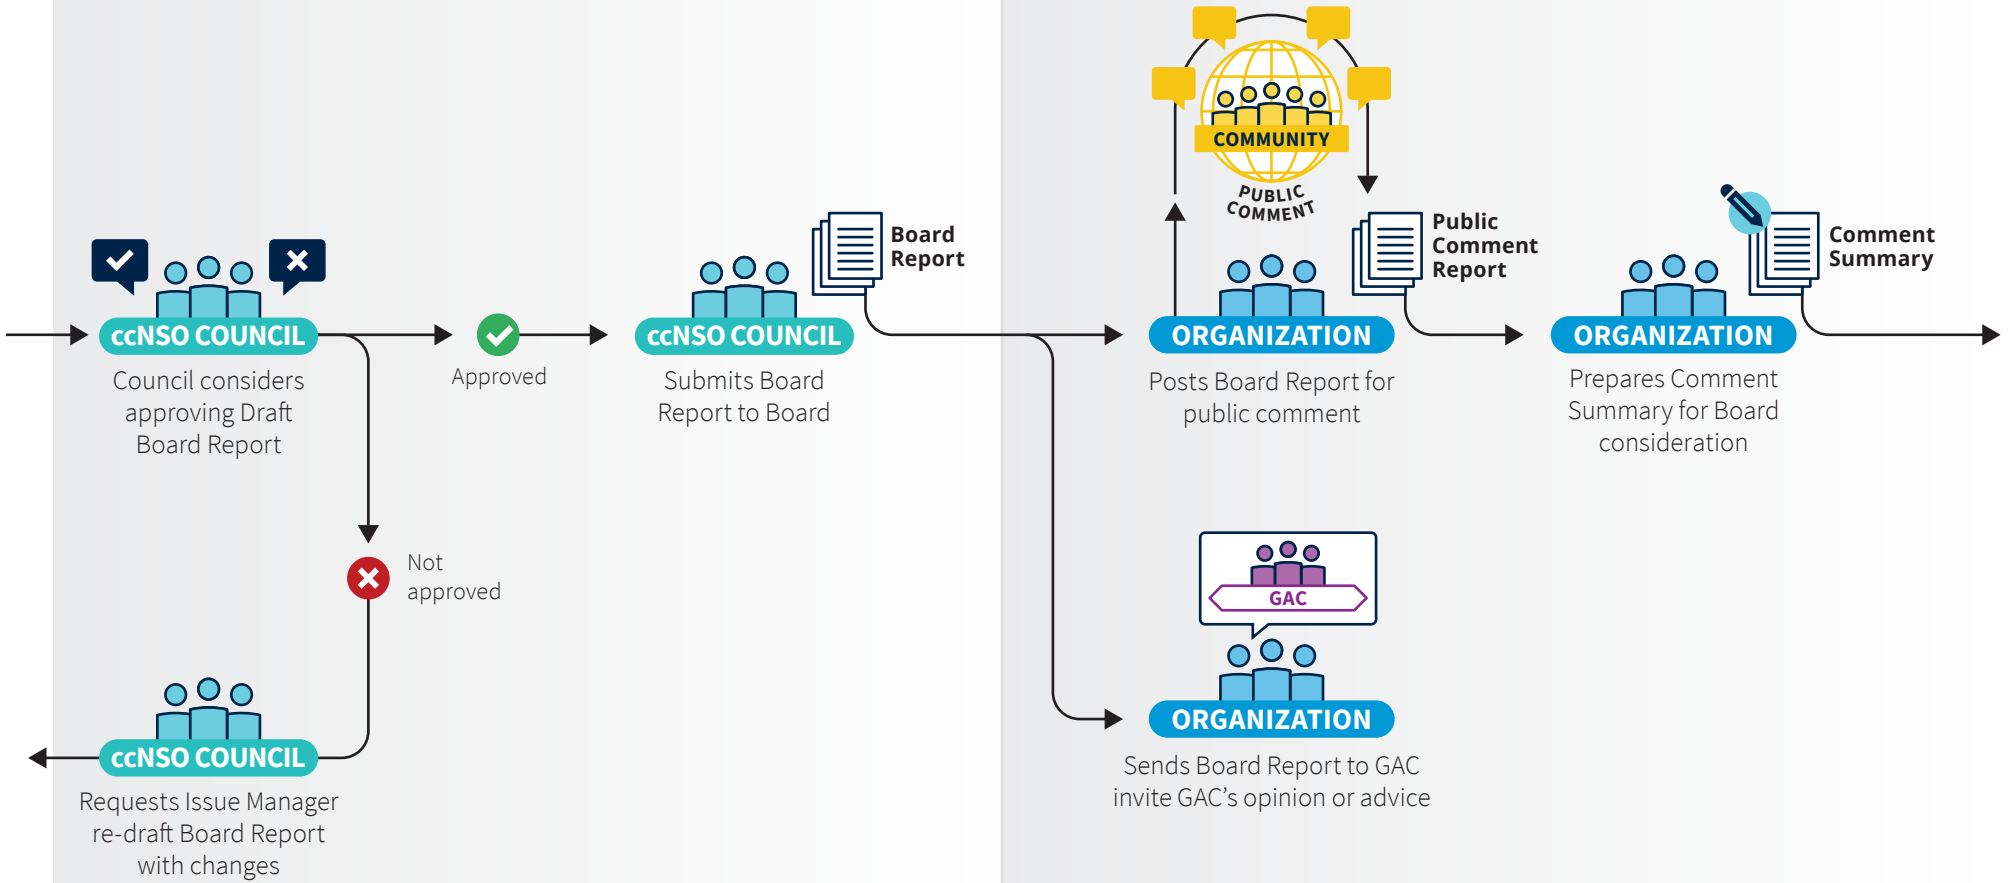 COMMUNITY
PUBLIC
COMMENT
Board
Report
Public
Comment
Report
Comment
Summary
ccNSO COUNCIL
Council considers
approving Draft
Board Report
Approved
ccNSO COUNCIL
Submits Board
Report to Board
ORGANIZATION
Posts Board Report for
public comment
ORGANIZATION
Prepares Comment
Summary for Board
consideration
Not
approved
GAC
ccNSO COUNCIL
Requests Issue Manager
re-draft Board Report
with changes
ORGANIZATION
Sends Board Report to GAC
invite GAC’s opinion or advice